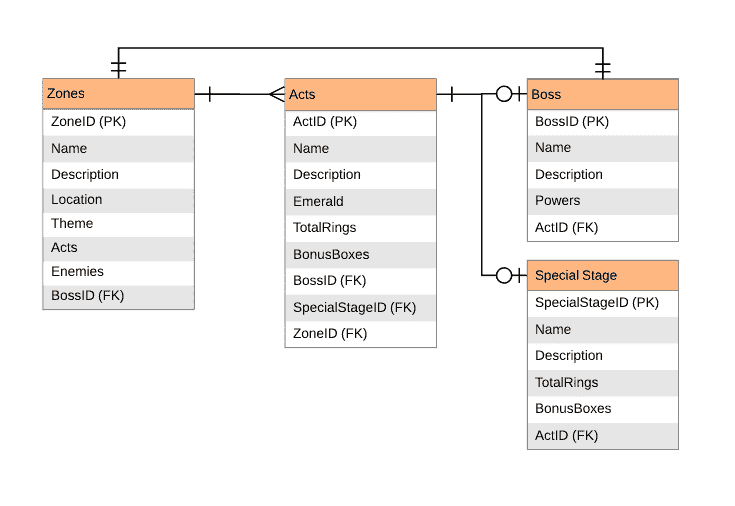 Zones
ZoneID (PK)
Name
Description
Location
Theme
Acts
Enemies
BossID (FK)
Acts
ActID (PK)
Name
Description
Emerald
TotalRings
BonusBoxes
BossID (FK)
SpecialStageID (FK)
ZoneID (FK)
Boss
BossID (PK)
Name
Description
Powers
ActID (FK)
Special Stage
SpecialStageID (PK)
Name
Description
TotalRings
BonusBoxes
ActID (FK)